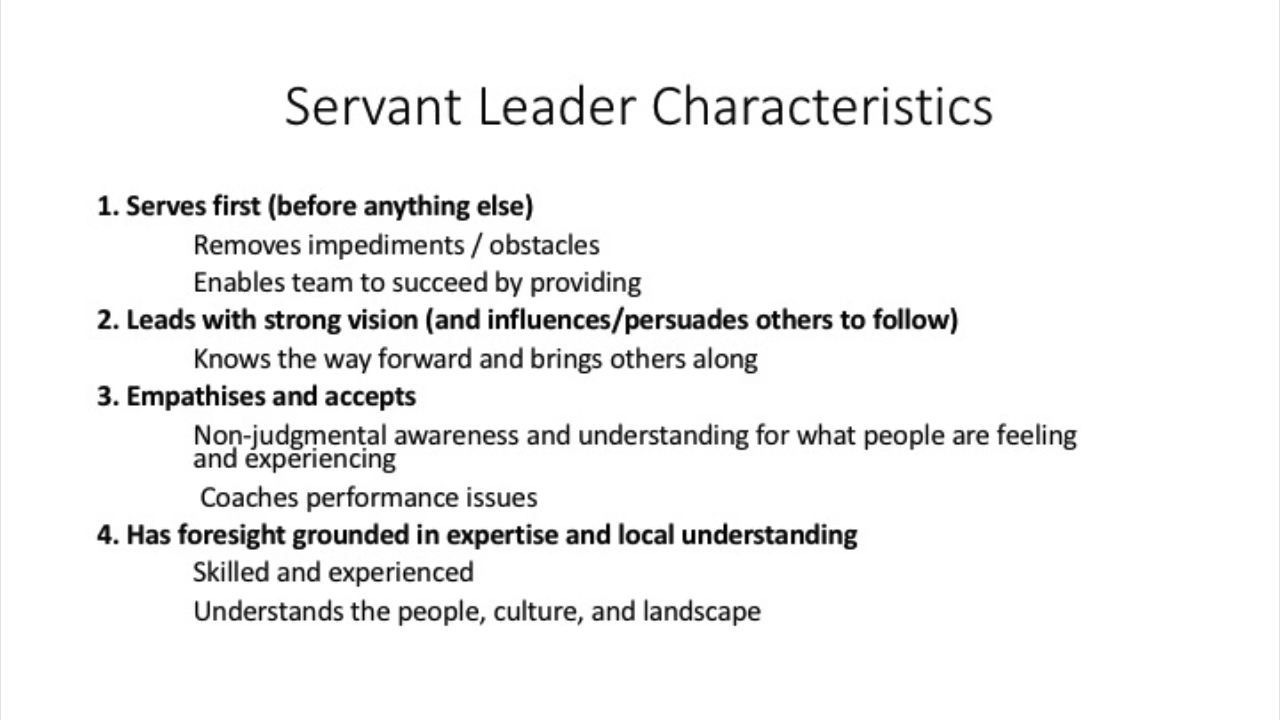 Servant Leader Characteristics
1. Serves first (before anything else)
Removes impediments / obstacles
Enables team to succeed by providing
2. Leads with strong vision (and influences/persuades others to follow)
Knows the way forward and brings others along
3. Empathises and accepts
Non-judgmental awareness and understanding for what people are feeling
and experiencing
Coaches performance issues
4. Has foresight grounded in expertise and local understanding
Skilled and experienced
Understands the people, culture, and landscape